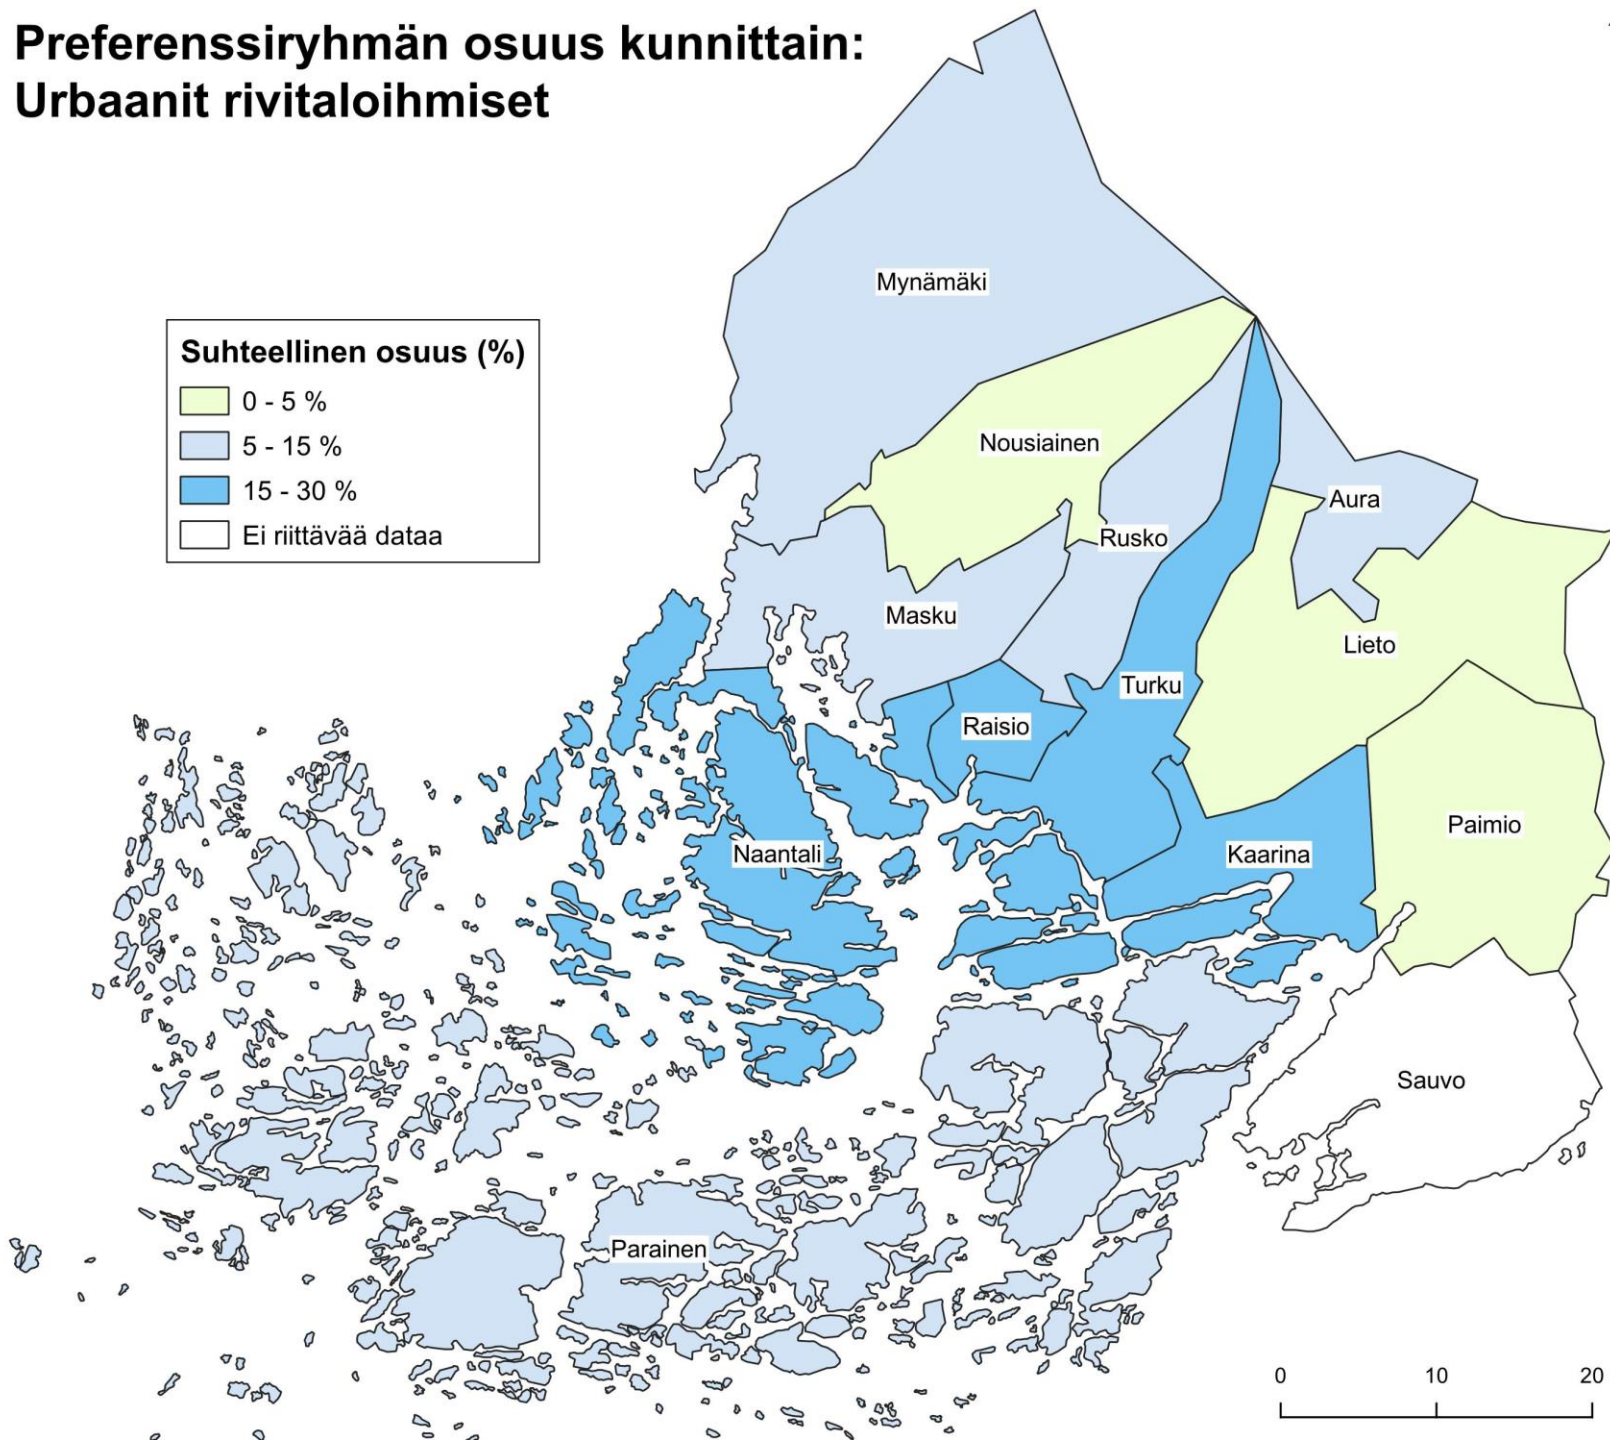 Preferenssiryhmän osuus kunnittain:
Urbaanit rivitaloihmiset
Mynämäki
Suhteellinen osuus (%)
0 - 5 %
5 - 15 %
15 - 30 %
Ei riittävää dataa
Nousiainen
Aura
Rusko
Masku
Lieto
Turku
Raisio
Paimio
Naantali
Kaarina
Sauvo
Parainen
0 10 20